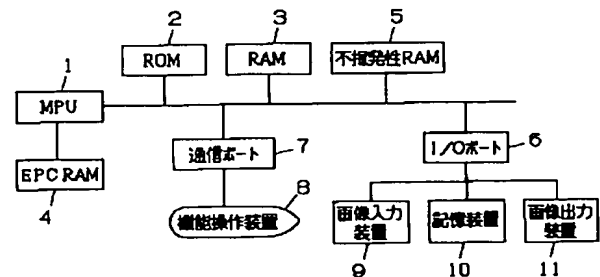 2
3
5
ROM
RAM
不揮発性RAM
1
MPU
通信ポート
7
I/Oポート
6
EPC RAM
4
8
機能操作装置
画像入力
装置
記憶装置
画像出力
装置
9
10
11